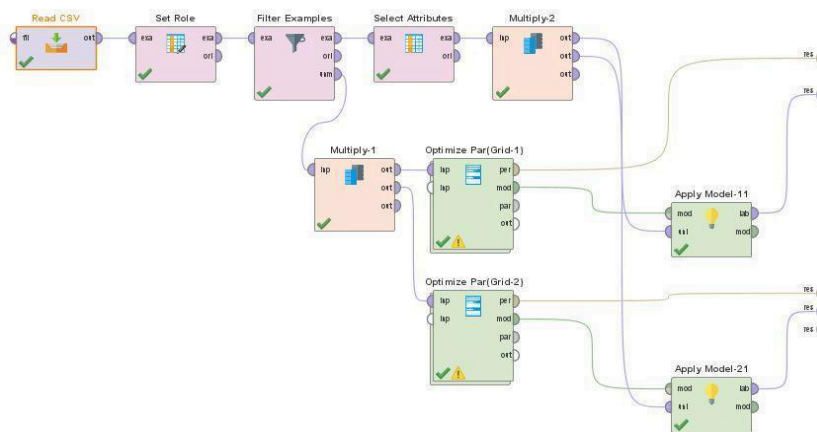 Read CSV
Set Role
Filter Examples
Select Attributes
Multiply-2
fil
out
exa
exa
ori
exa
exa
ori
unm
exa
exa
ori
inp
out
out
out
res
res
Multiply-1
inp
out
out
out
Optimize Par(Grid-1)
inp
inp
per
mod
par
out
Apply Model-11
mod
unl
lab
mod
Optimize Par(Grid-2)
inp
inp
per
mod
par
out
res
res
res
Apply Model-21
mod
unl
lab
mod